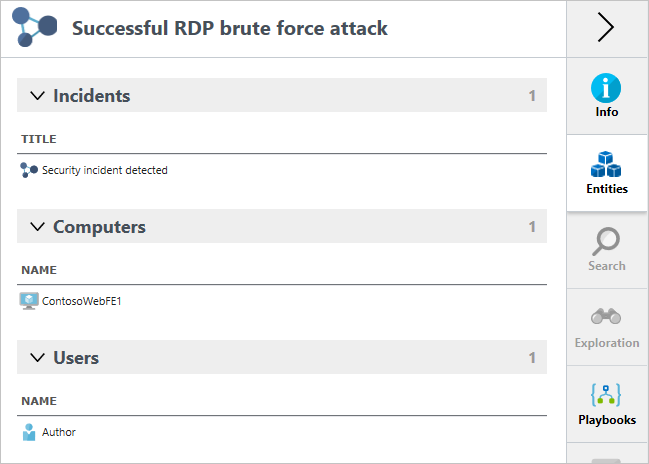 Successful RDP brute force attack
Incidents 1
TITLE
Security incident detected
Computers 1
NAME
ContosoWebFE1
Users 1
NAME
Author
Info
Entities
Search
Exploration
Playbooks